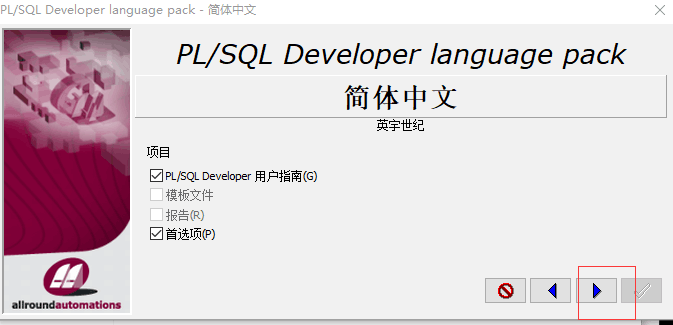 PL/SQL Developer language pack - 简体中文
PL/SQL Developer language pack
简体中文
英宇世纪
项目
PL/SQL Developer 用户指南(G)
模板文件
报告(R)
首选项(P)
allroundautomations